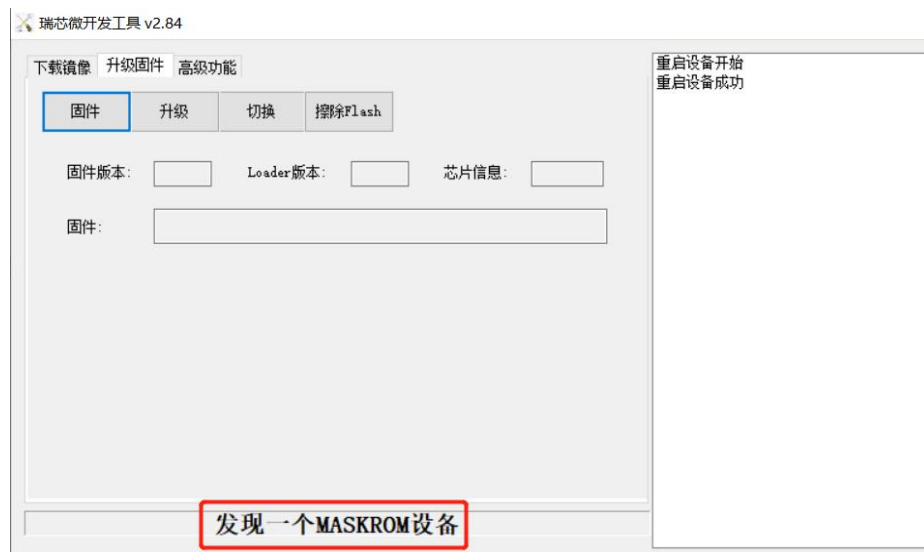 瑞芯微开发工具 v2.84
下载镜像 升级固件 高级功能
固件 升级 切换 擦除Flash
固件版本: Loader版本: 芯片信息:
固件:
发现一个MASKROM设备
重启设备开始
重启设备成功